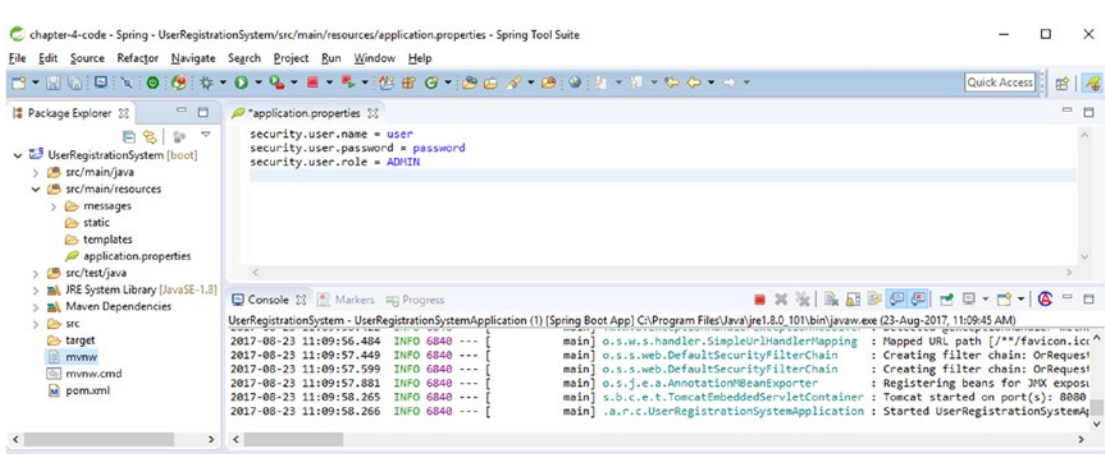 chapter-4-code - Spring - UserRegistrationSystem/src/main/resources/application.properties - Spring Tool Suite
File Edit Source Refactor Navigate Search Project Run Window Help
Quick Access
Package Explorer
*application.properties
UserRegistrationSystem [boot]
src/main/java
src/main/resources
messages
static
templates
application.properties
src/test/java
JRE System Library [JavaSE-1.8]
Maven Dependencies
src
target
mvnw
mvnw.cmd
pom.xml
security.user.name = user
security.user.password = password
security.user.role = ADMIN
Console Markers Progress
UserRegistrationSystem - UserRegistrationSystemApplication (1) [Spring Boot App] C:\Program Files\Java\jre1.8.0_101\bin\javaw.exe (23-Aug-2017, 11:09:45 AM)
2017-08-23 11:09:56.484 INFO 6840 --- [ main] o.s.w.s.handler.SimpleUrlHandlerMapping : Mapped URL path [/**/favicon.ico
2017-08-23 11:09:57.449 INFO 6840 --- [ main] o.s.s.web.DefaultSecurityFilterChain : Creating filter chain: OrRequest
2017-08-23 11:09:57.599 INFO 6840 --- [ main] o.s.s.web.DefaultSecurityFilterChain : Creating filter chain: OrRequest
2017-08-23 11:09:57.881 INFO 6840 --- [ main] o.s.j.e.a.AnnotationMBeanExporter : Registering beans for JMX exposu
2017-08-23 11:09:58.265 INFO 6840 --- [ main] s.b.c.e.t.TomcatEmbeddedServletContainer : Tomcat started on port(s): 8080
2017-08-23 11:09:58.266 INFO 6840 --- [ main] .a.r.c.UserRegistrationSystemApplication : Started UserRegistrationSystemAp